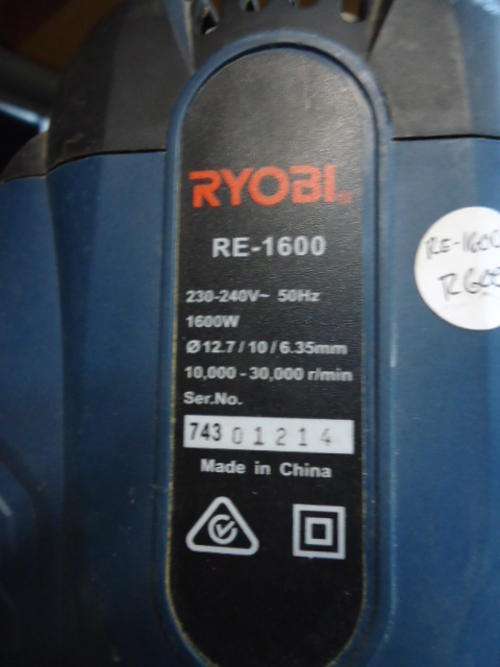 RYOBI
RE-1600
230-240V~ 50Hz
1600W
Ø12.7/10/6.35mm
10,000-30,000 r/min
Ser.No.
743 01214
Made in China
RE-1600